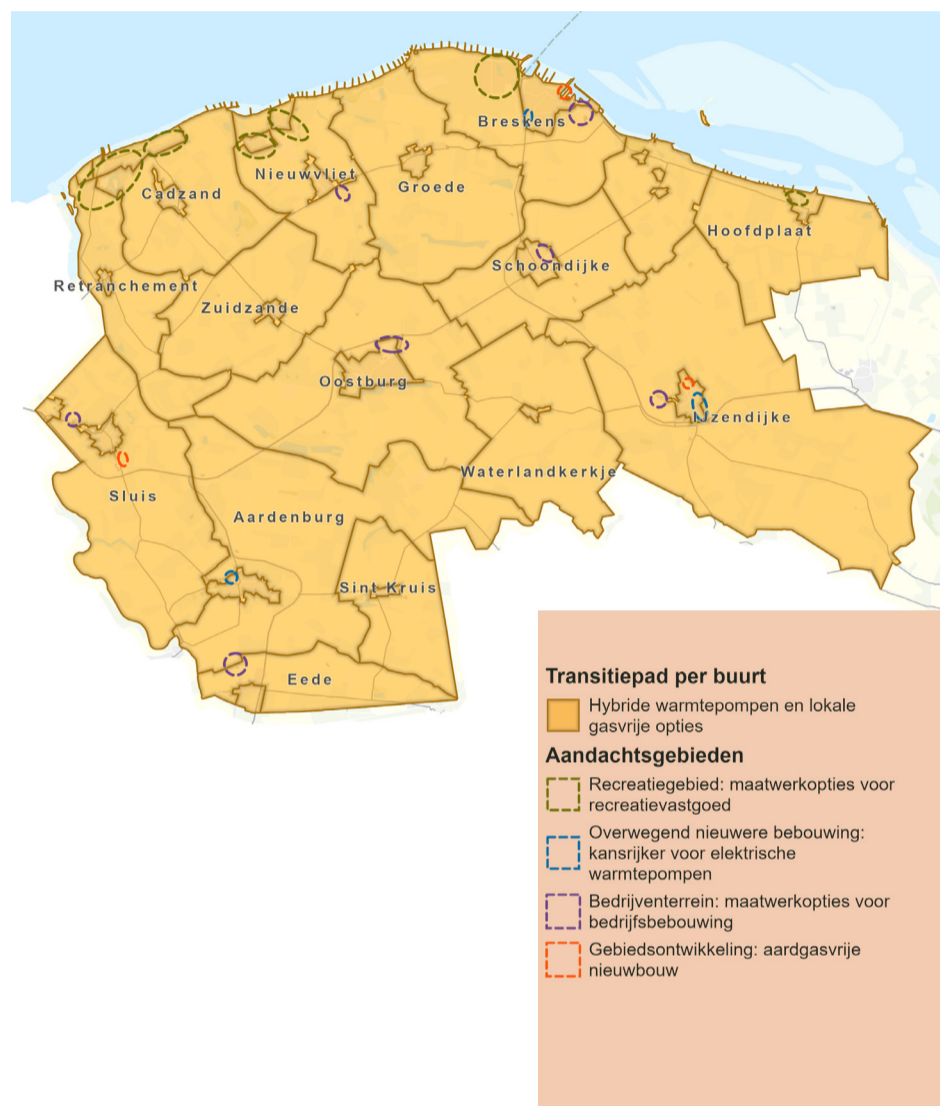 Breskens
Nieuwvliet
Groede
Cadzand
Hoofdplaat
Schoondijke
Retranchement
Zuidzande
Oostburg
IJzendijke
Waterlandkerkje
Sluis
Aardenburg
Sint Kruis
Eede
Transitiepad per buurt
Hybride warmtepompen en lokale
gasvrije opties
Aandachtsgebieden
Recreatiegebied: maatwerkopties voor
recreatievastgoed
Overwegend nieuwere bebouwing:
kansrijker voor elektrische
warmtepompen
Bedrijventerrein: maatwerkopties voor
bedrijfsbebouwing
Gebiedsontwikkeling: aardgasvrije
nieuwbouw